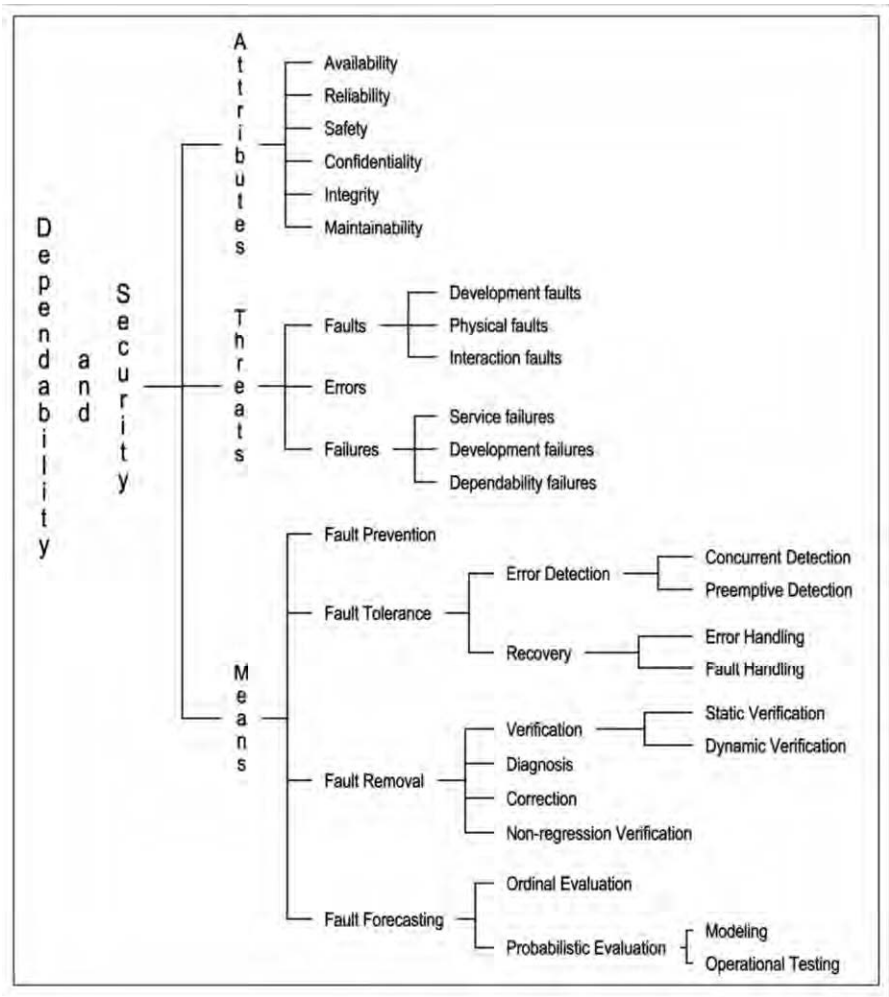 Dependability
and
Security
Attributes
Availability
Reliability
Safety
Confidentiality
Integrity
Maintainability
Threats
Faults
Development faults
Physical faults
Interaction faults
Errors
Failures
Service failures
Development failures
Dependability failures
Means
Fault Prevention
Fault Tolerance
Error Detection
Concurrent Detection
Preemptive Detection
Recovery
Error Handling
Fault Handling
Fault Removal
Verification
Static Verification
Dynamic Verification
Diagnosis
Correction
Non-regression Verification
Fault Forecasting
Ordinal Evaluation
Probabilistic Evaluation
Modeling
Operational Testing